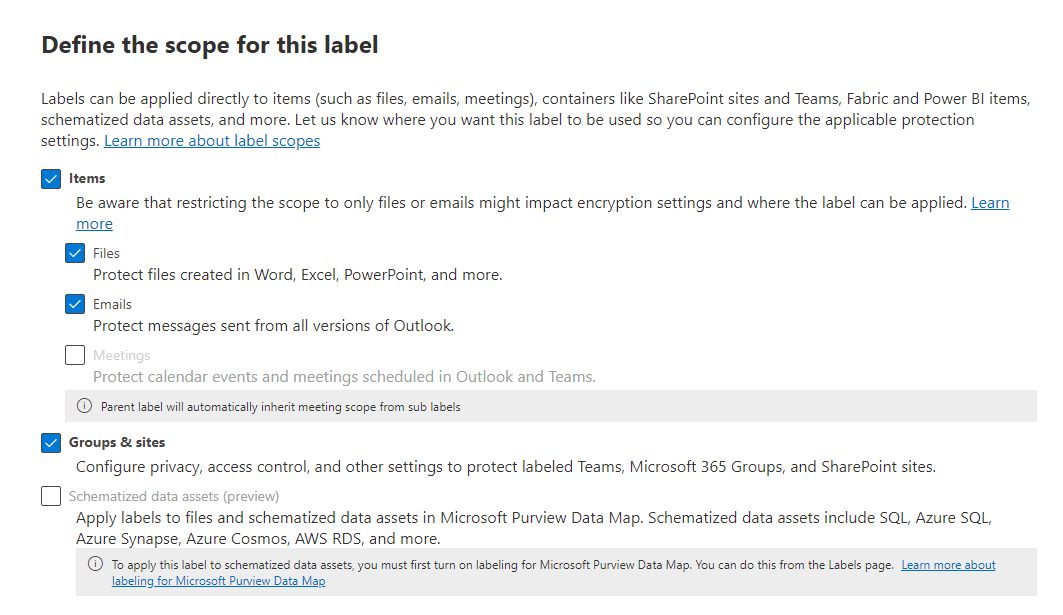 Define the scope for this label
Labels can be applied directly to items (such as files, emails, meetings), containers like SharePoint sites and Teams, Fabric and Power BI items,
schematized data assets, and more. Let us know where you want this label to be used so you can configure the applicable protection
settings. Learn more about label scopes
Items
Be aware that restricting the scope to only files or emails might impact encryption settings and where the label can be applied. Learn
more
Files
Protect files created in Word, Excel, PowerPoint, and more.
Emails
Protect messages sent from all versions of Outlook.
Meetings
Protect calendar events and meetings scheduled in Outlook and Teams.
Parent label will automatically inherit meeting scope from sub labels
Groups & sites
Configure privacy, access control, and other settings to protect labeled Teams, Microsoft 365 Groups, and SharePoint sites.
Schematized data assets (preview)
Apply labels to files and schematized data assets in Microsoft Purview Data Map. Schematized data assets include SQL, Azure SQL,
Azure Synapse, Azure Cosmos, AWS RDS, and more.
To apply this label to schematized data assets, you must first turn on labeling for Microsoft Purview Data Map. You can do this from the Labels page. Learn more about
labeling for Microsoft Purview Data Map